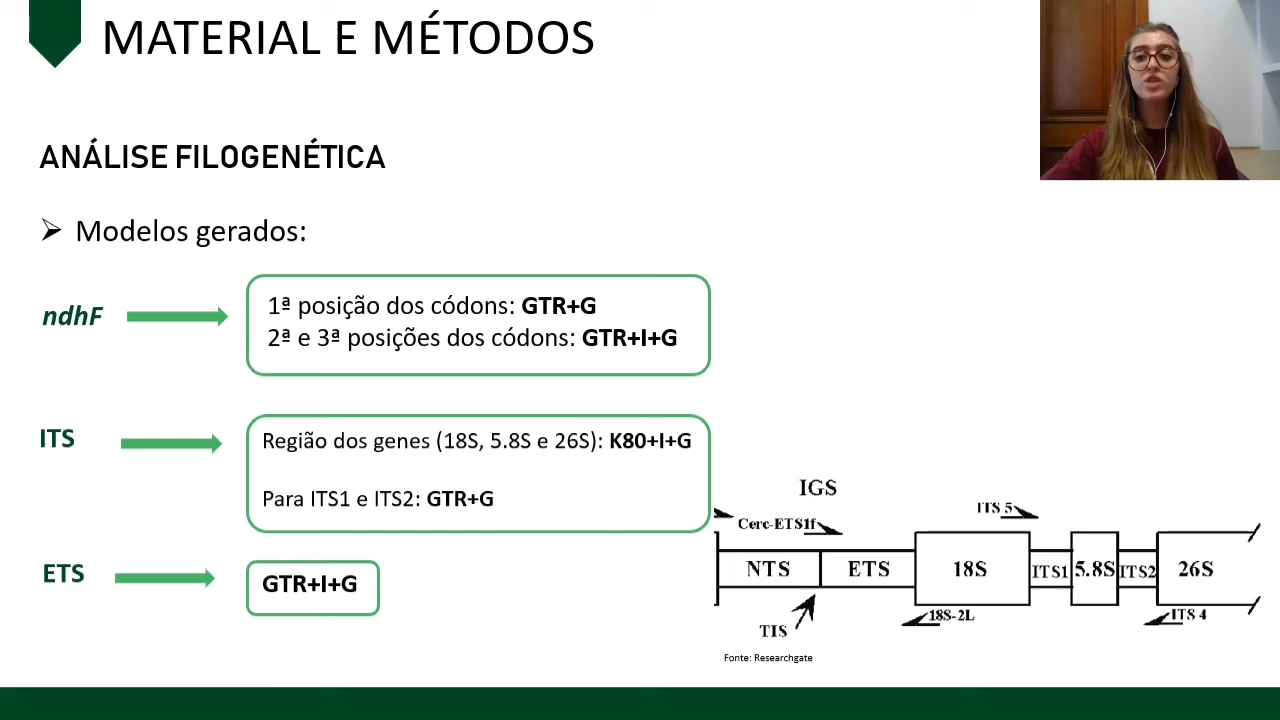 MATERIAL E MÉTODOS
ANÁLISE FILOGENÉTICA
Modelos gerados:
ndhF
1ª posição dos códons: GTR+G
2ª e 3ª posições dos códons: GTR+I+G
ITS
Região dos genes (18S, 5.8S e 26S): K80+I+G
Para ITS1 e ITS2: GTR+G
ETS
GTR+I+G
IGS
Cerc-ETS1f
ITS 5
NTS
ETS
18S
ITS1
5.8S
ITS2
26S
TIS
18S-2L
ITS 4
Fonte: Researchgate